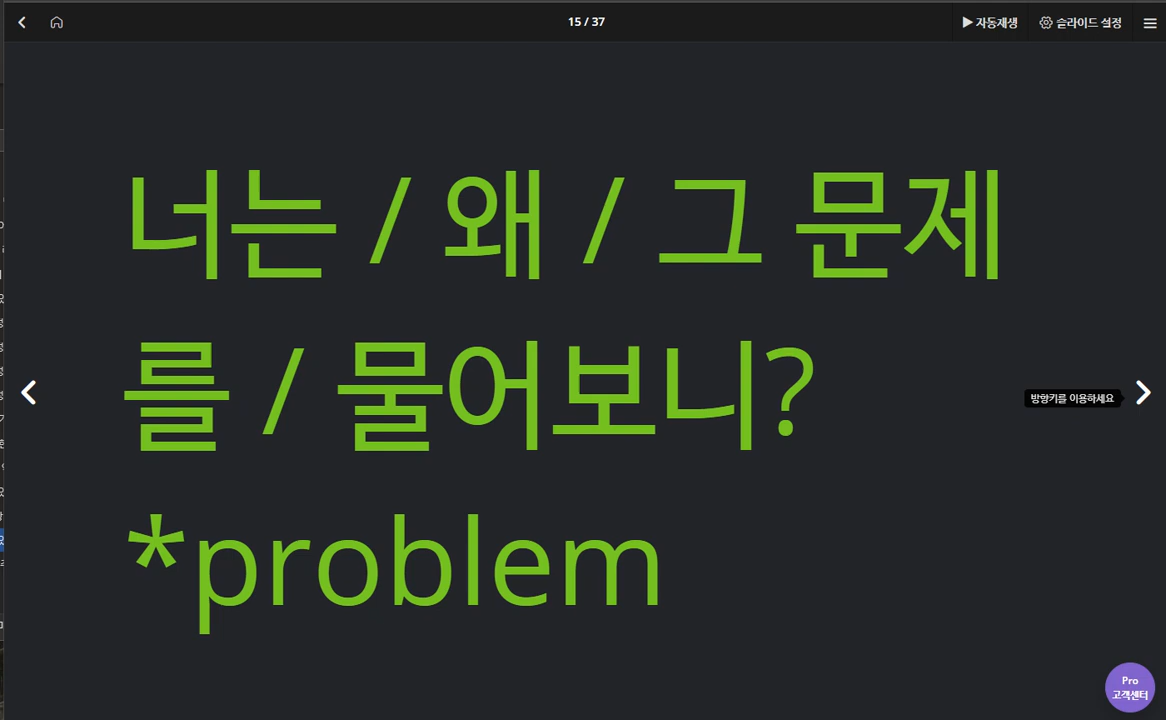 15 / 37
▶ 자동재생
슬라이드 설정
너는 / 왜 / 그 문제
를 / 물어보니?
*problem
방향키를 이용하세요
Pro
고객센터